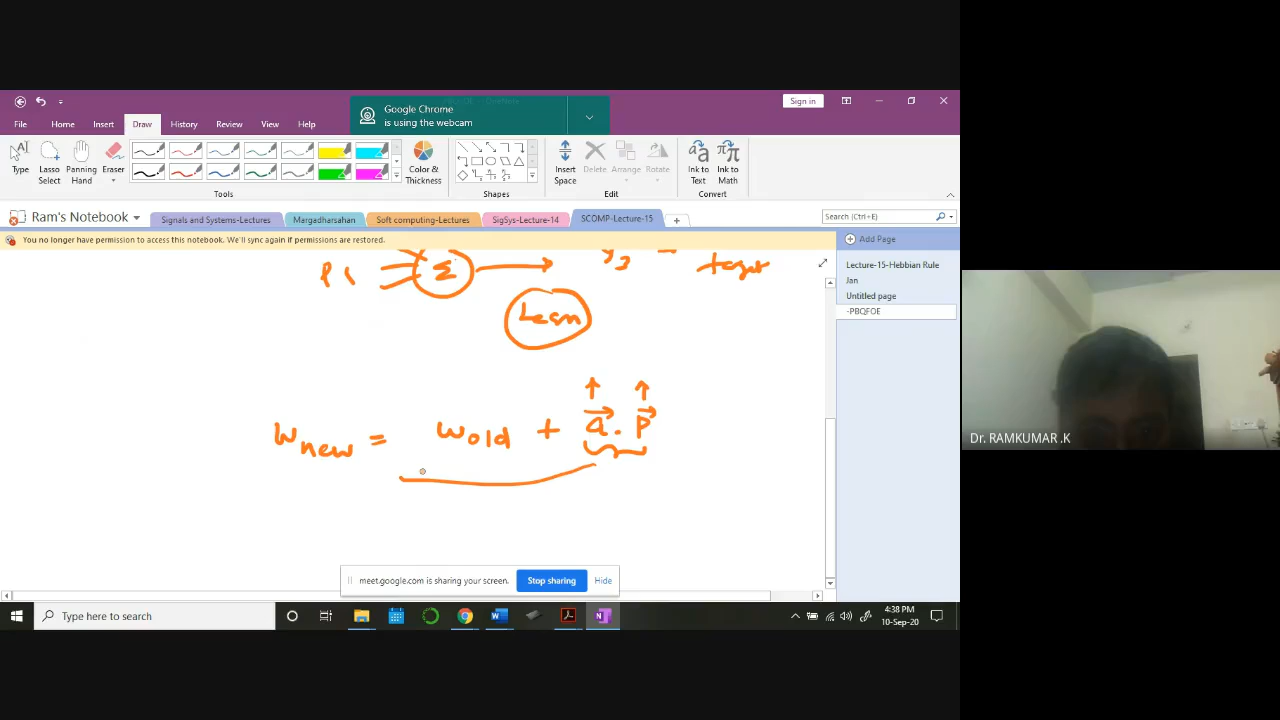 Google Chrome
is using the webcam
Sign in
File Home Insert Draw History Review View Help
Type
Lasso Select
Panning Hand
Eraser
Color & Thickness
Insert Space
Delete
Arrange
Rotate
Ink to Text
Ink to Math
Tools
Shapes
Edit
Convert
Ram's Notebook
Signals and Systems-Lectures
Margadharsahan
Soft computing-Lectures
SigSys-Lecture-14
SCOMP-Lecture-15
Search (Ctrl+E)
You no longer have permission to access this notebook. We'll sync again if permissions are restored.
Add Page
Lecture-15-Hebbian Rule
Jan
Untitled page
-PBQFOE
Σ
target
Learn
Wnew = Wold + a . P
Dr. RAMKUMAR .K
meet.google.com is sharing your screen.
Stop sharing
Hide
Type here to search
4:38 PM
10-Sep-20